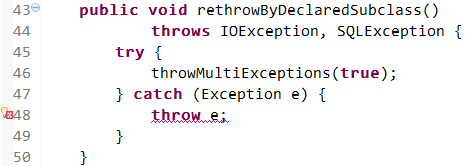 43 public void rethrowByDeclaredSubclass()
44 throws IOException, SQLException {
45 try {
46 throwMultiExceptions(true);
47 } catch (Exception e) {
48 throw e;
49 }
50 }